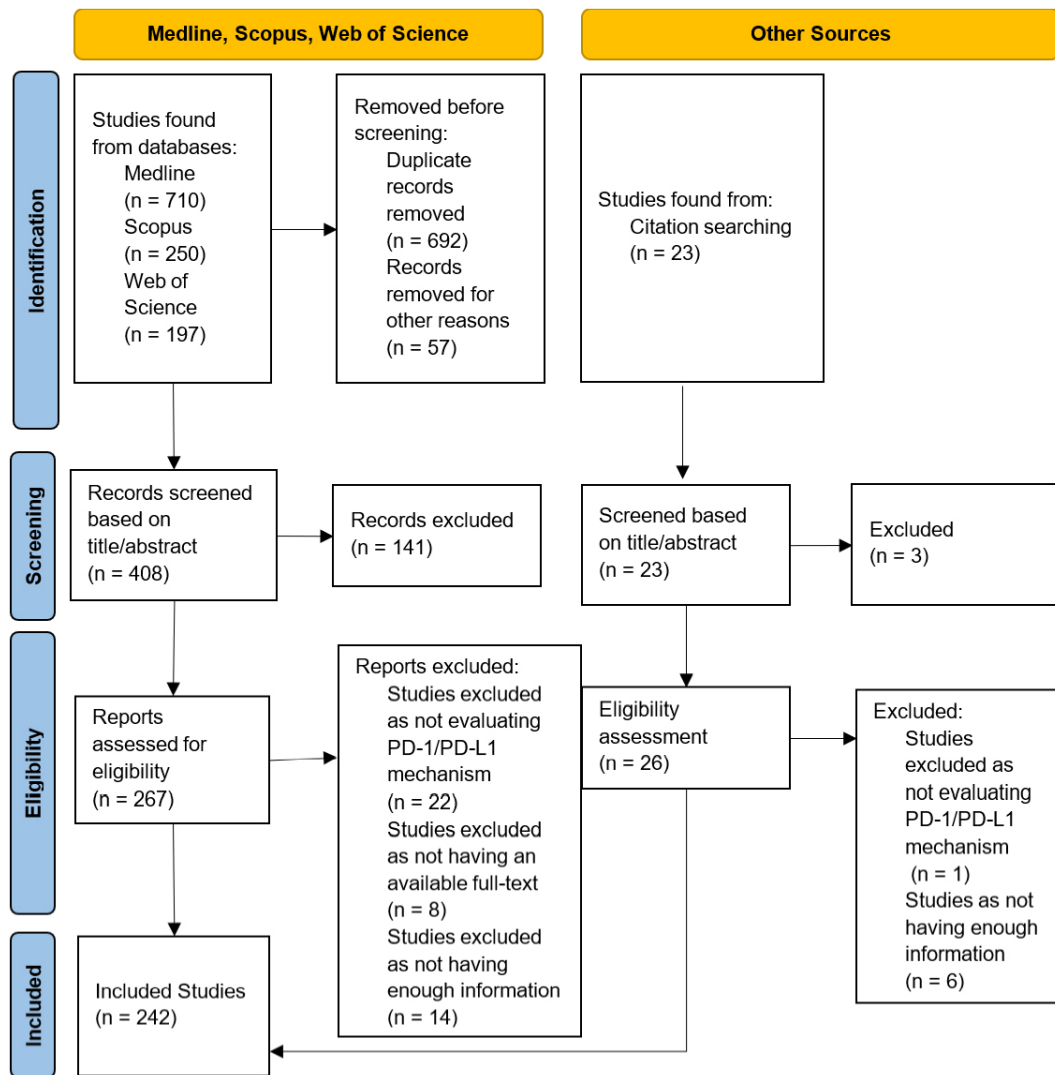 Medline, Scopus, Web of Science
Other Sources
Identification
Studies found
from databases:
Medline
(n = 710)
Scopus
(n = 250)
Web of
Science
(n = 197)
Removed before
screening:
Duplicate
records
removed
(n = 692)
Records
removed for
other reasons
(n = 57)
Studies found from:
Citation searching
(n = 23)
Screening
Records screened
based on
title/abstract
(n = 408)
Records excluded
(n = 141)
Screened based
on title/abstract
(n = 23)
Excluded
(n = 3)
Eligibility
Reports
assessed for
eligibility
(n = 267)
Reports excluded:
Studies excluded
as not evaluating
PD-1/PD-L1
mechanism
(n = 22)
Studies excluded
as not having an
available full-text
(n = 8)
Studies excluded
as not having
enough information
(n = 14)
Eligibility
assessment
(n = 26)
Excluded:
Studies
excluded as
not evaluating
PD-1/PD-L1
mechanism
(n = 1)
Studies as not
having enough
information
(n = 6)
Included
Included Studies
(n = 242)